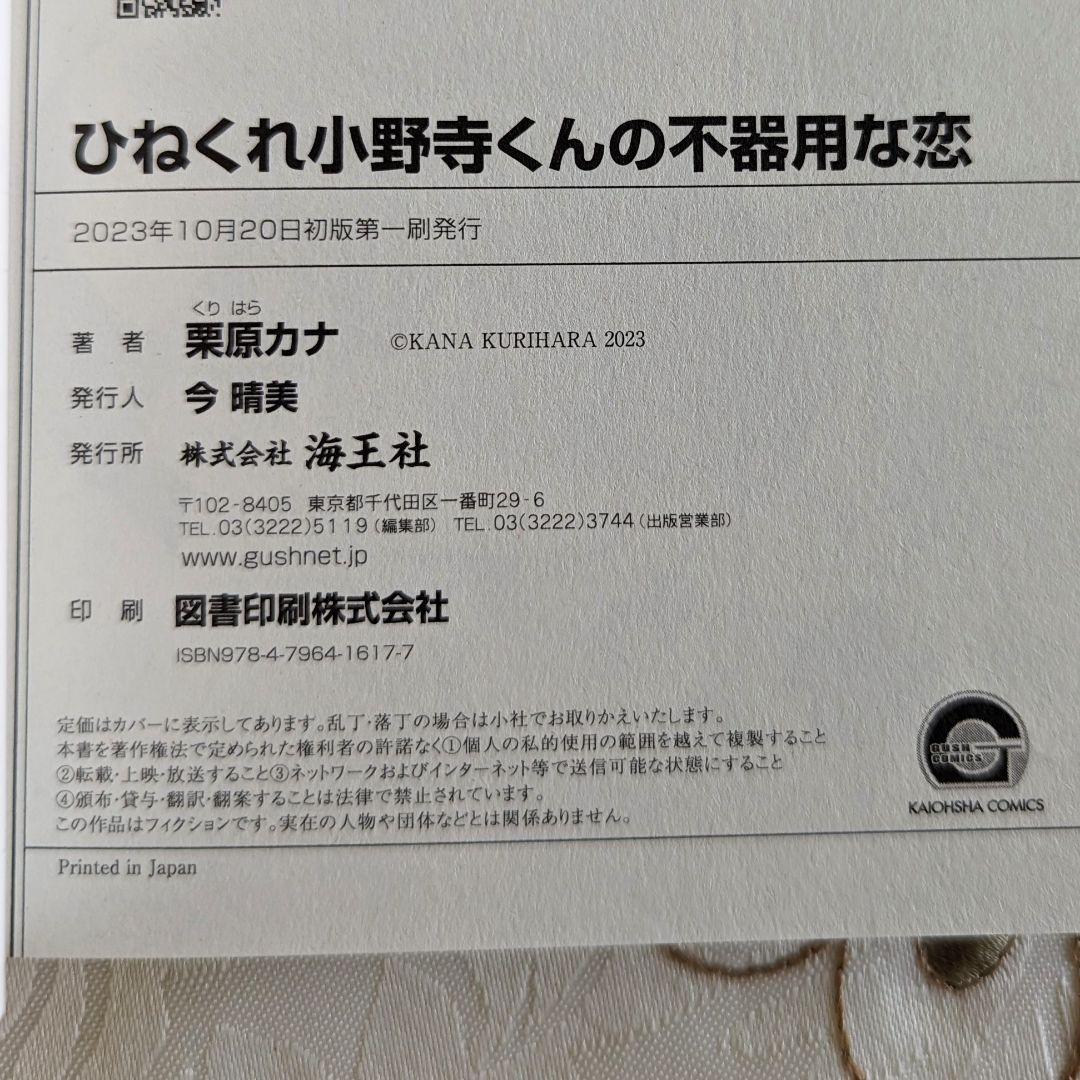 ひねくれ小野寺くんの不器用な恋
2023年10月20日初版第一刷発行
くり はら
著 者 栗原カナ ©KANA KURIHARA 2023
発行人 今 晴美
発行所 株式会社 海王社
〒102-8405 東京都千代田区一番町29-6
TEL.03(3222)5119(編集部) TEL.03(3222)3744(出版営業部)
www.gushnet.jp
印 刷 図書印刷株式会社
ISBN978-4-7964-1617-7
定価はカバーに表示してあります。乱丁・落丁の場合は小社でお取りかえいたします。
本書を著作権法で定められた権利者の許諾なく①個人の私的使用の範囲を越えて複製すること
②転載・上映・放送すること③ネットワークおよびインターネット等で送信可能な状態にすること
④頒布・貸与・翻訳・翻案することは法律で禁止されています。
この作品はフィクションです。実在の人物や団体などとは関係ありません。
GUSH
COMICS
KAIOHSHA COMICS
Printed in Japan